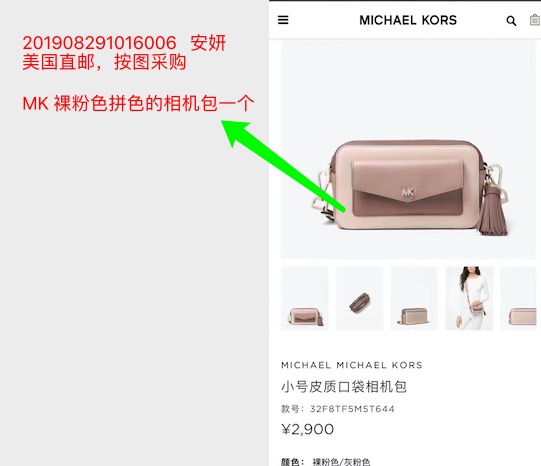 201908291016006 安妍
美国直邮，按图采购
MK 裸粉色拼色的相机包一个
MICHAEL KORS
MK
MICHAEL MICHAEL KORS
小号皮质口袋相机包
款号：32F8TF5M5T644
¥2,900
颜色： 裸粉色/灰粉色